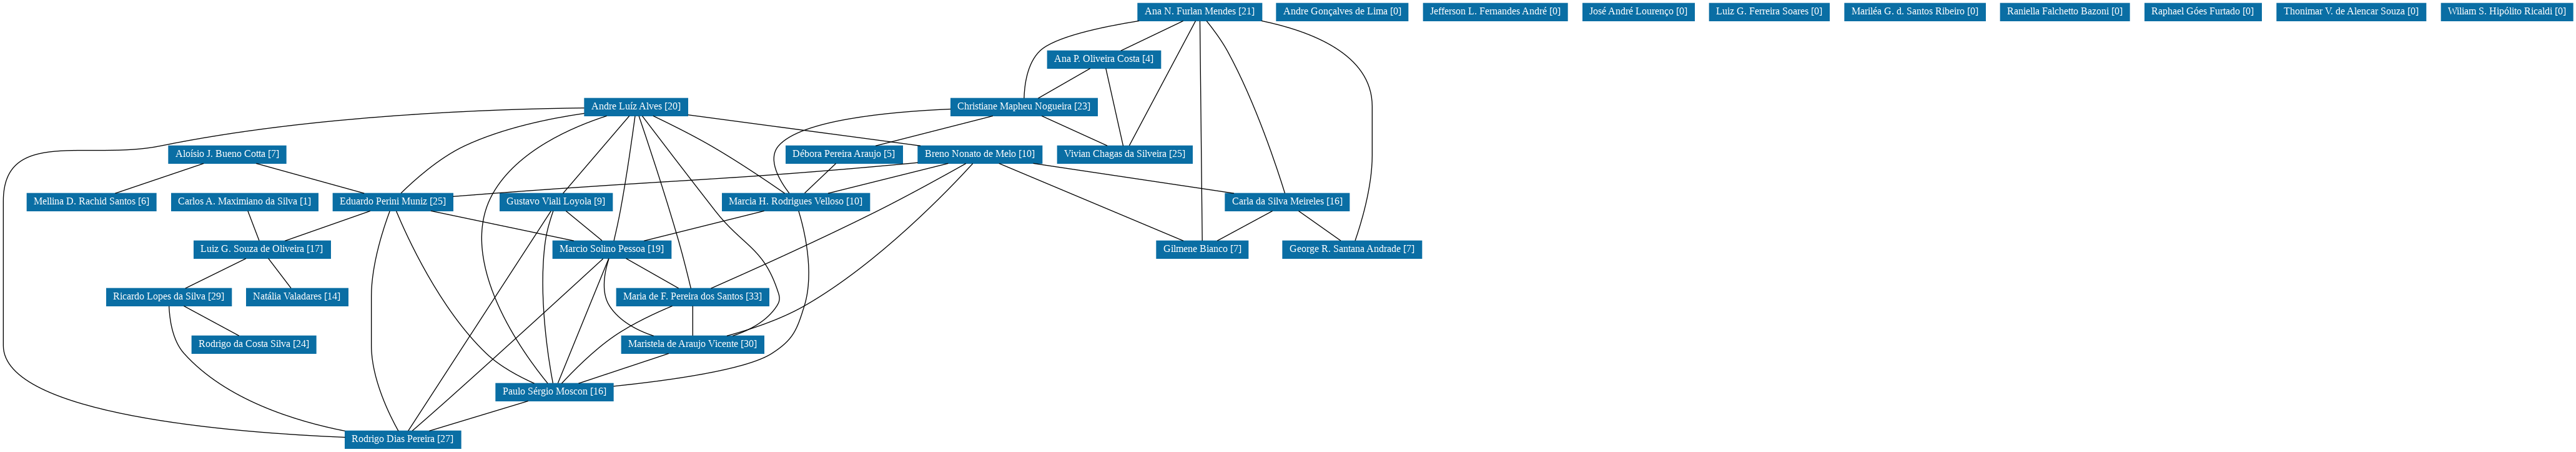 Ana N. Furlan Mendes [21]
Andre Gonçalves de Lima [0]
Jefferson L. Fernandes André [0]
José André Lourenço [0]
Luiz G. Ferreira Soares [0]
Mariléa G. d. Santos Ribeiro [0]
Raniella Falchetto Bazoni [0]
Raphael Góes Furtado [0]
Thonimar V. de Alencar Souza [0]
Wiliam S. Hipólito Ricaldi [0]
Ana P. Oliveira Costa [4]
Andre Luíz Alves [20]
Christiane Mapheu Nogueira [23]
Aloísio J. Bueno Cotta [7]
Débora Pereira Araujo [5]
Breno Nonato de Melo [10]
Vivian Chagas da Silveira [25]
Mellina D. Rachid Santos [6]
Carlos A. Maximiano da Silva [1]
Eduardo Perini Muniz [25]
Gustavo Viali Loyola [9]
Marcia H. Rodrigues Velloso [10]
Carla da Silva Meireles [16]
Luiz G. Souza de Oliveira [17]
Marcio Solino Pessoa [19]
Gilmene Bianco [7]
George R. Santana Andrade [7]
Ricardo Lopes da Silva [29]
Natália Valadares [14]
Maria de F. Pereira dos Santos [33]
Rodrigo da Costa Silva [24]
Maristela de Araujo Vicente [30]
Paulo Sérgio Moscon [16]
Rodrigo Dias Pereira [27]